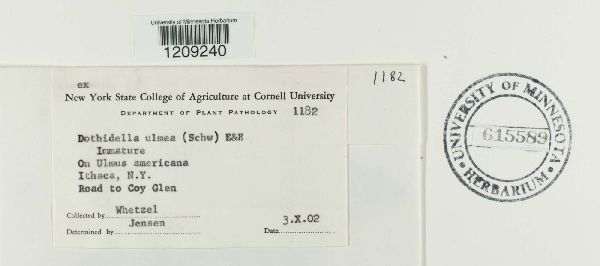 University of Minnesota Herbarium
1209240
1182
ex
New York State College of Agriculture at Cornell University
Department of Plant Pathology 1182
Dothidella ulmea (Schw) E&E
Immature
On Ulmus americana
Ithaca, N.Y.
Road to Coy Glen
Collected by Whetzel
Determined by Jensen Date 3.X.02
UNIVERSITY OF MINNESOTA
615589
HERBARIUM